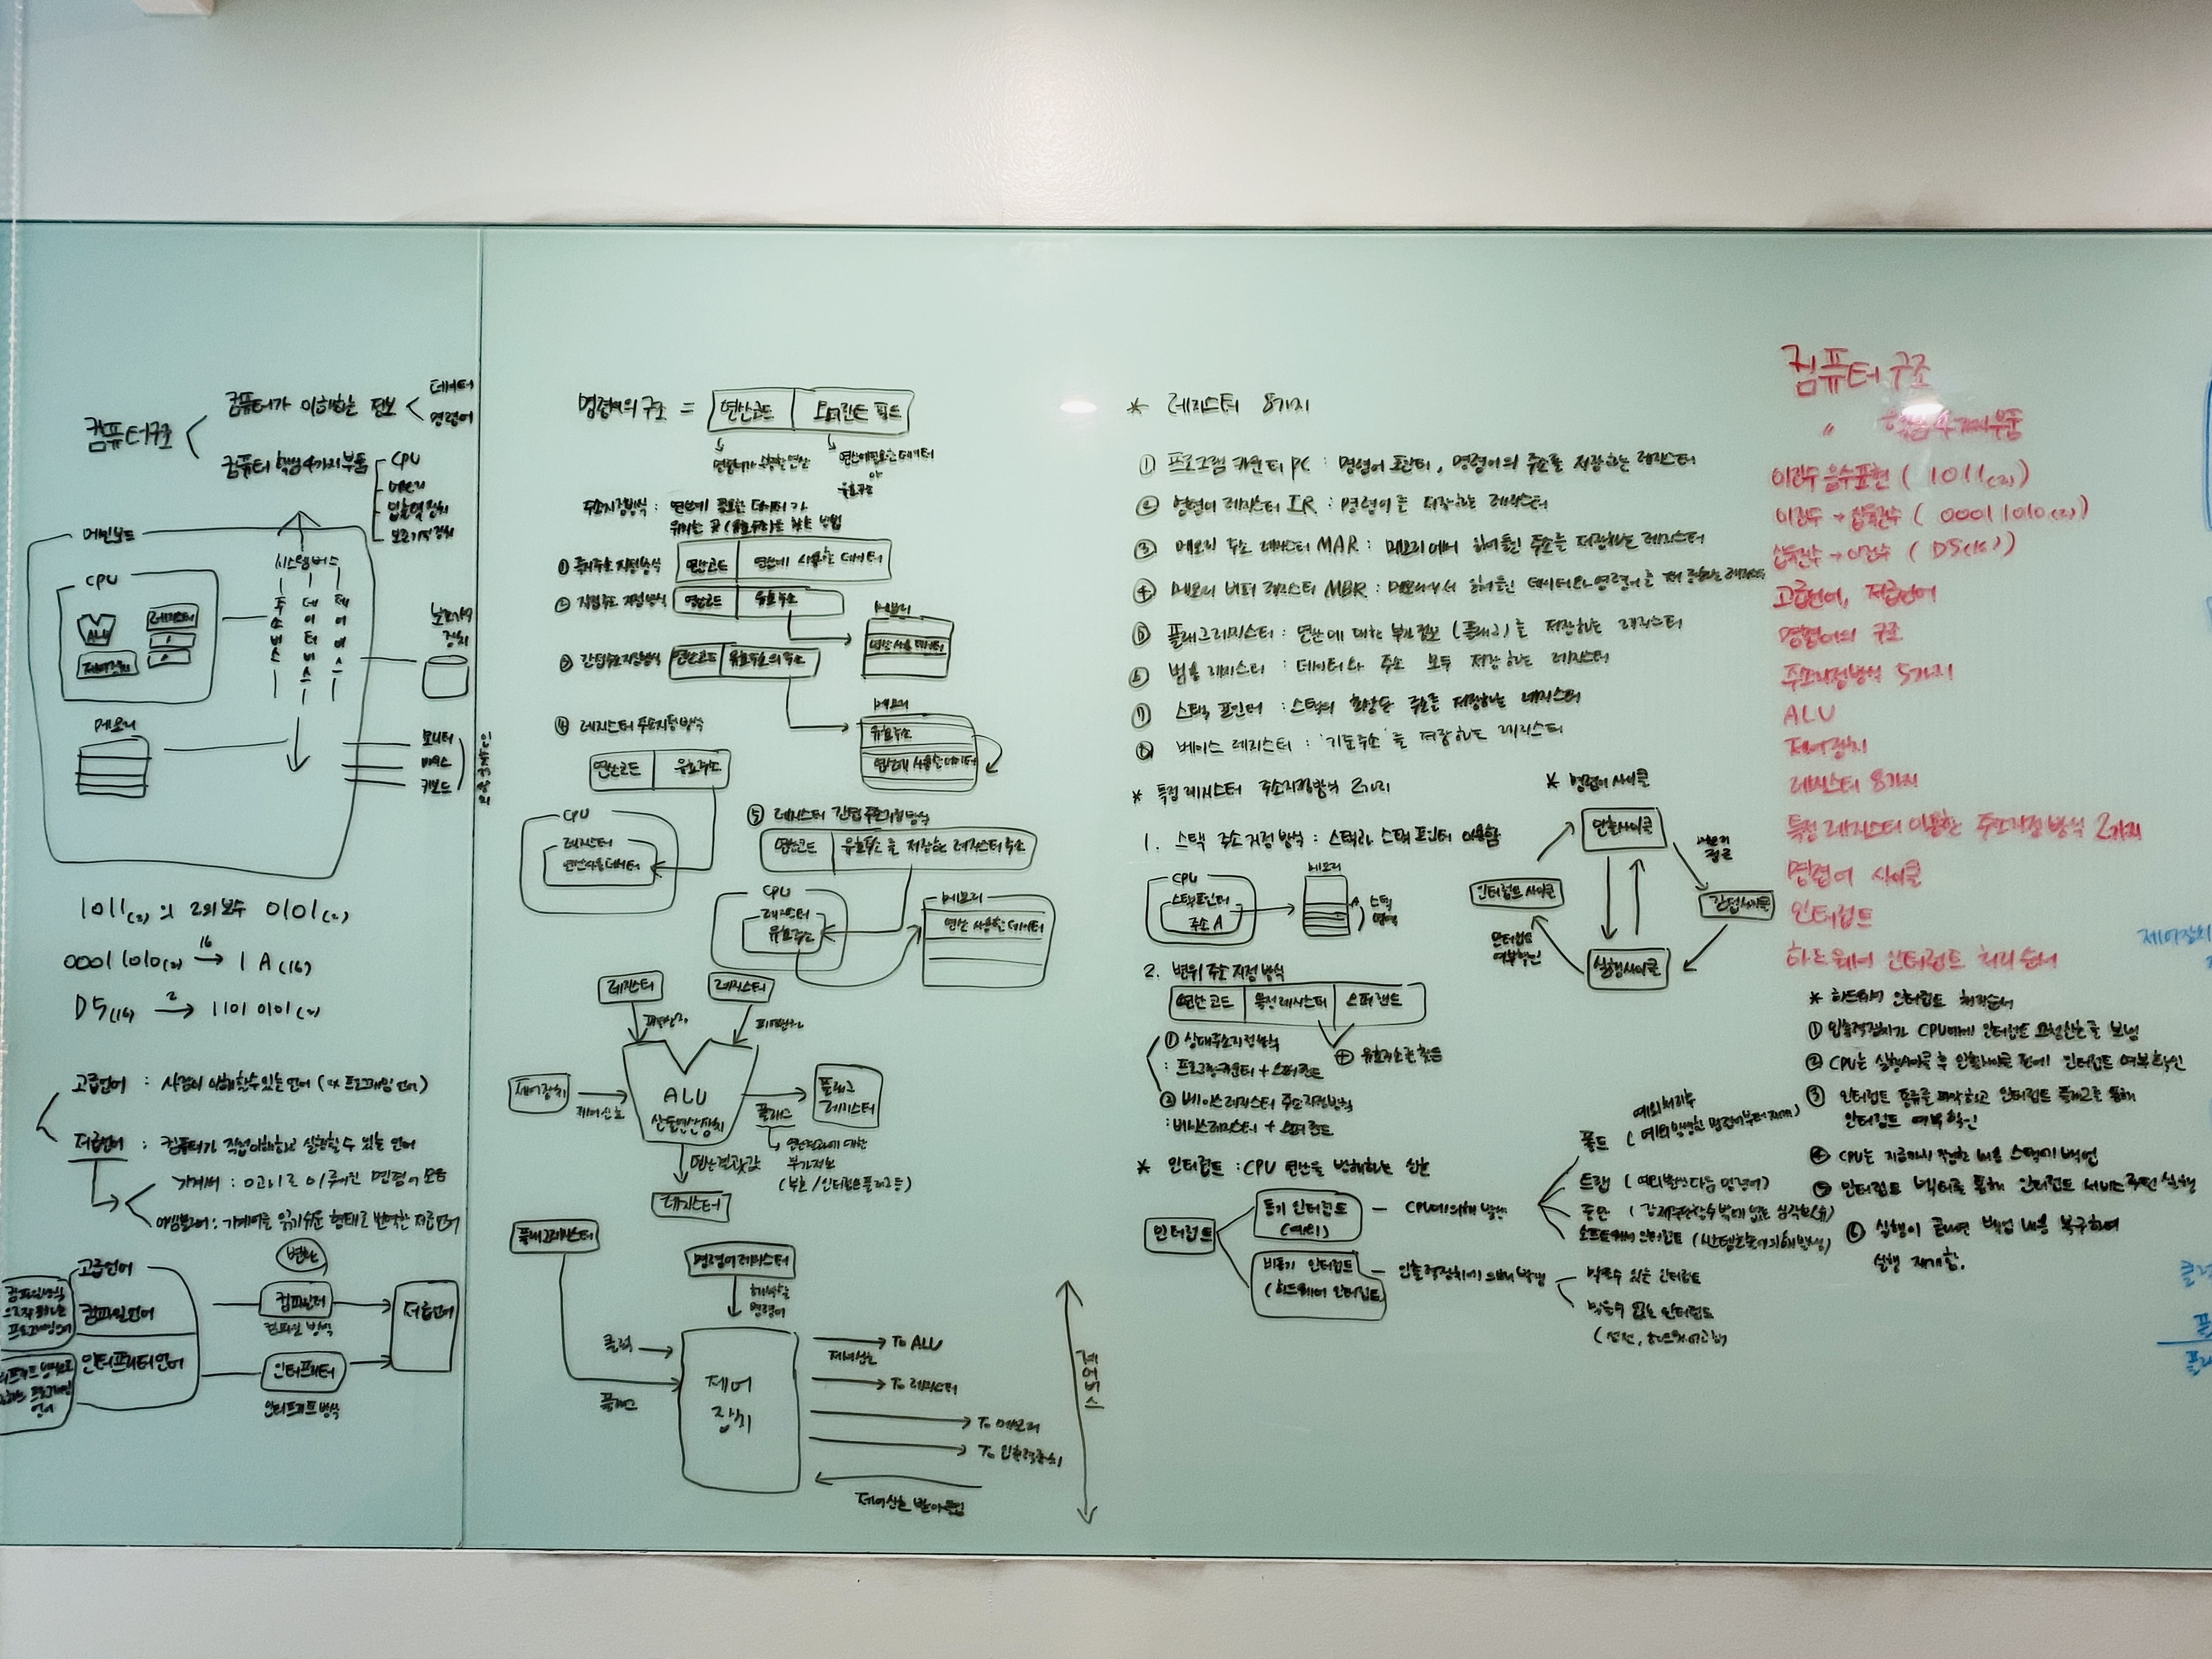 컴퓨터구조
컴퓨터가 이해하는 정보
데이터
명령어
컴퓨터 핵심 4가지 부품
CPU
메모리
입출력장치
보조기억장치
메인보드
CPU
ALU
레지스터
제어장치
시스템버스
주소버스
데이터버스
제어버스
메모리
보조기억
장치
모니터
마우스
키보드
입출력장치
1011(2) 의 2의 보수 0101(2)
0001 1010(2) 16→ 1 A(16)
D5(16) 2→ 1101 0101(2)
고급언어 : 사람이 이해할 수 있는 언어 (ex 프로그래밍 언어)
저급언어 : 컴퓨터가 직접 이해하고 실행할 수 있는 언어
기계어 : 0과 1로 이루어진 명령어 모음
어셈블리어 : 기계어를 읽기쉬운 형태로 번역한 저급언어
변환
고급언어
컴파일언어
인터프리터언어
컴파일러
컴파일 방식
인터프리터
인터프리트 방식
저급언어
명령어의 구조 =
연산코드
오퍼랜드 필드
명령어가 수행할 연산
연산에 필요한 데이터
or
유효주소
주소지정방식 : 연산에 필요한 데이터가
위치한 곳 (유효주소)을 찾는 방법
① 즉시주소 지정방식
연산코드
연산에 사용할 데이터
② 직접주소 지정방식
연산코드
유효주소
메모리
연산 사용 데이터
③ 간접주소지정방식
연산코드
유효주소의 주소
메모리
유효주소
연산에 사용할 데이터
④ 레지스터 주소지정 방식
연산코드
유효주소
CPU
레지스터
연산사용데이터
⑤ 레지스터 간접 주소지정방식
연산코드
유효주소를 저장하는 레지스터 주소
CPU
레지스터
유효주소
메모리
연산 사용할 데이터
레지스터
레지스터
피연산자
피연산자
제어장치
제어신호
ALU
산술연산장치
플래그
플래그
레지스터
연산결과에 대한
부가정보
(부호/인터럽트플래그 등)
연산결괏값
레지스터
플래그레지스터
명령어레지스터
해석할
명령어
클럭
플래그
제어
장치
To ALU
제어신호
To 레지스터
To 메모리
To 입출력장치
제어신호 받아들임
제어버스
* 레지스터 8가지
① 프로그램 카운터 PC : 명령어 포인터, 명령어의 주소를 저장하는 레지스터
② 명령어 레지스터 IR : 명령어를 저장하는 레지스터
③ 메모리 주소 레지스터 MAR : 메모리에서 읽어들인 주소를 저장하는 레지스터
④ 메모리 버퍼 레지스터 MBR : 메모리에서 읽어들인 데이터와 명령어를 저장하는 레지스터
⑤ 플래그레지스터 : 연산에 대한 부가정보 (플래그)를 저장하는 레지스터
⑥ 범용 레지스터 : 데이터와 주소 모두 저장하는 레지스터
⑦ 스택 포인터 : 스택의 최상단 주소를 저장하는 레지스터
⑧ 베이스 레지스터 : '기준주소'를 저장하는 레지스터
* 특정 레지스터 주소지정방식 2가지
1. 스택 주소 지정 방식 : 스택과 스택 포인터 이용함
CPU
스택포인터
주소 A
메모리
A
스택
영역
2. 변위 주소 지정 방식
연산코드
특정 레지스터
오퍼랜드
⊕ 유효주소를 찾음
① 상대주소지정방식
: 프로그램카운터 + 오퍼랜드
② 베이스레지스터 주소지정방식
: 베이스레지스터 + 오퍼랜드
* 명령어 사이클
인출사이클
메모리
접근
간접사이클
실행사이클
인터럽트 사이클
인터럽트
여부확인
* 인터럽트 : CPU 연산을 방해하는 신호
인터럽트
동기 인터럽트
(예외)
CPU에 의해 발생
폴트
예외처리후
(예외발생한 명령어부터 재개)
트랩 (예외발생 다음 명령어)
중단 (강제중단할 수밖에 없는 심각한 오류)
소프트웨어 인터럽트 (시스템호출에 의해 발생)
비동기 인터럽트
(하드웨어 인터럽트)
입출력장치에 의해 발생
막을 수 있는 인터럽트
막을 수 없는 인터럽트
(정전, 하드웨어고장)
컴퓨터 구조
〃 핵심 4가지 부품
이진수 음수표현 ( 1011(2) )
이진수 → 십육진수 ( 0001 1010(2) )
십육진수 → 이진수 ( D5(16) )
고급언어, 저급언어
명령어의 구조
주소지정방식 5가지
ALU
제어장치
레지스터 8가지
특정 레지스터 이용한 주소지정 방식 2가지
명령어 사이클
인터럽트
하드웨어 인터럽트 처리 순서
* 하드웨어 인터럽트 처리순서
① 입출력장치가 CPU에게 인터럽트 요청신호를 보냄
② CPU는 실행사이클 후 인출사이클 전에 인터럽트 여부 확인
③ 인터럽트 종류를 파악하고 인터럽트 플래그를 통해
인터럽트 여부 확인
④ CPU는 지금까지 작업한 내용 스택에 백업
⑤ 인터럽트 벡터를 통해 인터럽트 서비스 루틴 실행
⑥ 실행이 끝나면 백업 내용 복구하여
실행 재개함.
제어장치